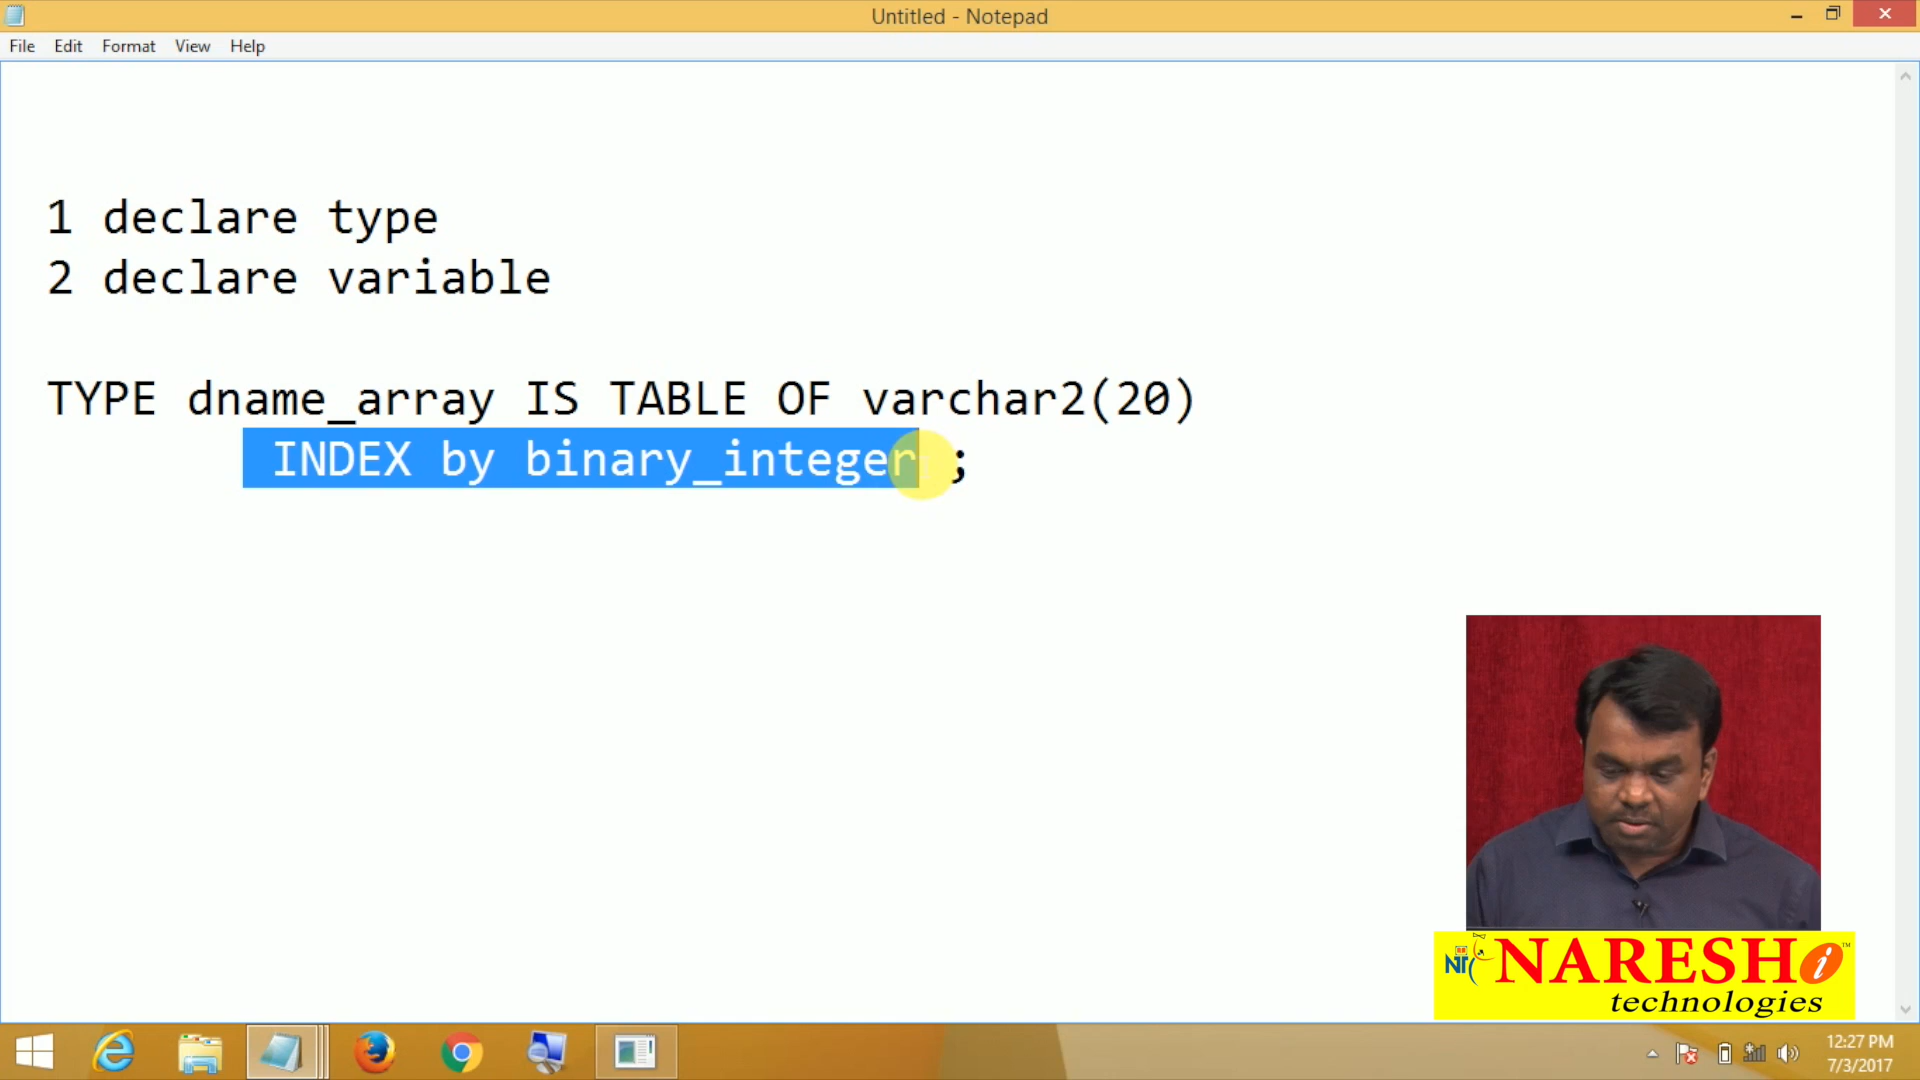 Untitled - Notepad
File Edit Format View Help
1 declare type
2 declare variable
TYPE dname_array IS TABLE OF varchar2(20)
INDEX by binary_integer ;
NARESH i ™
technologies
12:27 PM
7/3/2017